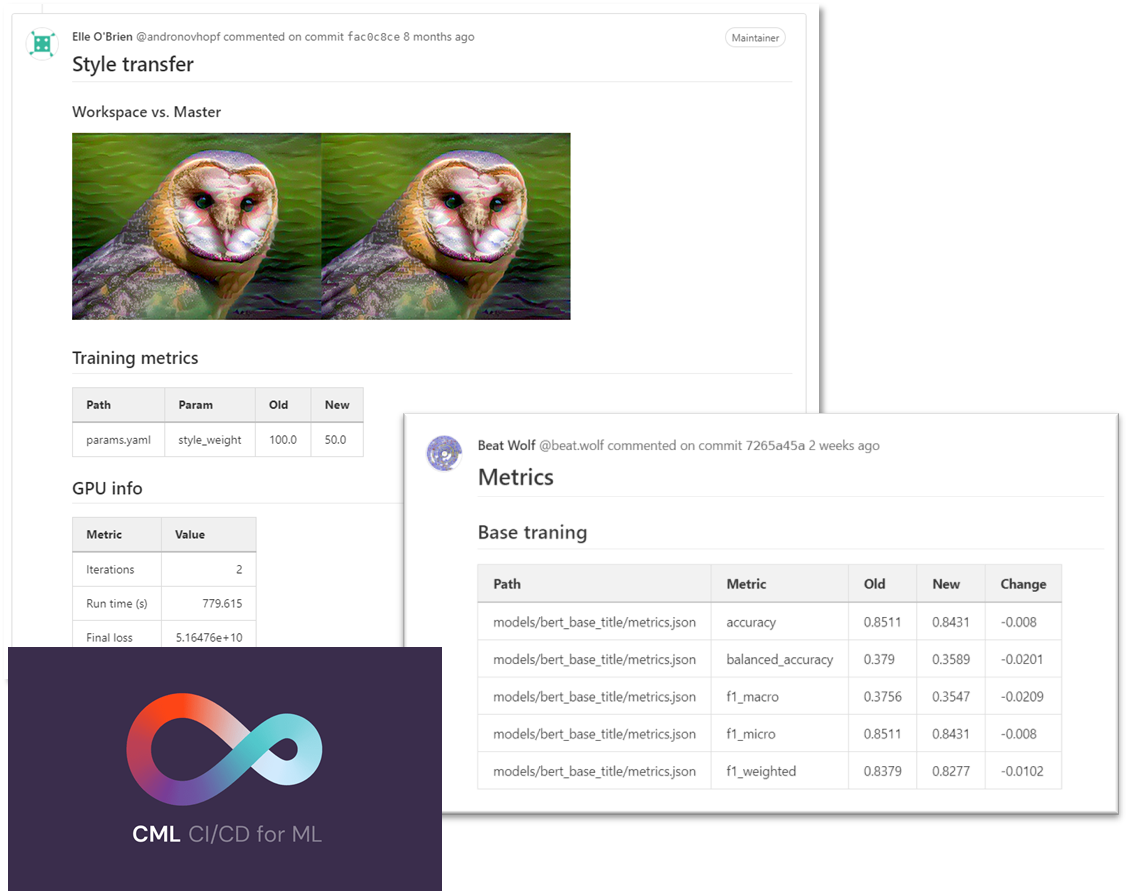 Elle O'Brien @andronovhopf commented on commit fac0c8ce 8 months ago
Maintainer
Style transfer
Workspace vs. Master
Training metrics
Path Param Old New
params.yaml style_weight 100.0 50.0
GPU info
Metric Value
Iterations 2
Run time (s) 779.615
Final loss 5.16476e+10
Beat Wolf @beat.wolf commented on commit 7265a45a 2 weeks ago
Metrics
Base traning
Path Metric Old New Change
models/bert_base_title/metrics.json accuracy 0.8511 0.8431 -0.008
models/bert_base_title/metrics.json balanced_accuracy 0.379 0.3589 -0.0201
models/bert_base_title/metrics.json f1_macro 0.3756 0.3547 -0.0209
models/bert_base_title/metrics.json f1_micro 0.8511 0.8431 -0.008
models/bert_base_title/metrics.json f1_weighted 0.8379 0.8277 -0.0102
CML CI/CD for ML